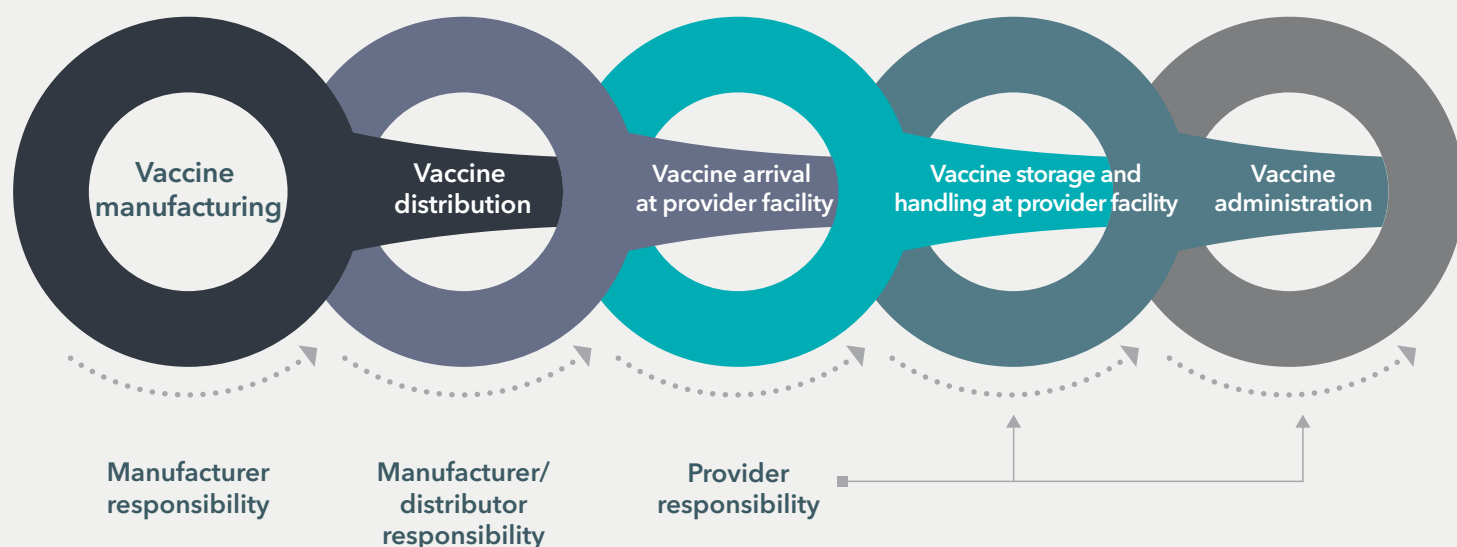 Vaccine
manufacturing
Vaccine
distribution
Vaccine arrival
at provider facility
Vaccine storage and
handling at provider facility
Vaccine
administration
Manufacturer
responsibility
Manufacturer/
distributor
responsibility
Provider
responsibility